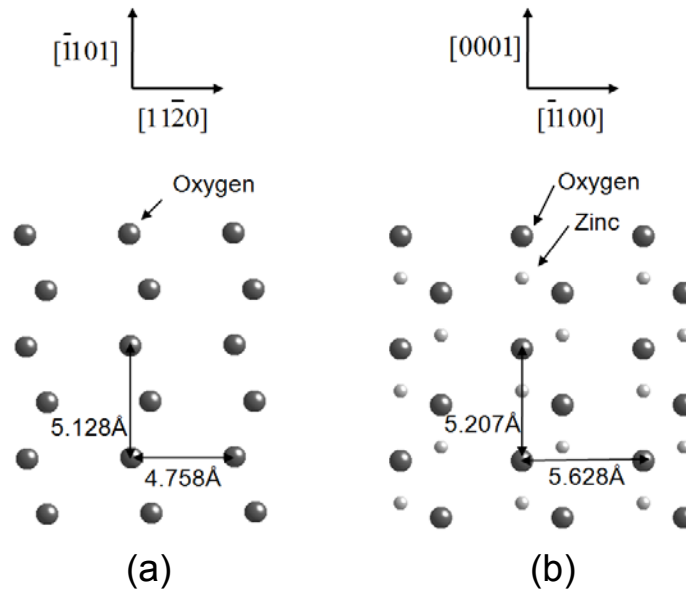 [1̄101]
[112̄0]
Oxygen
5.128Å
4.758Å
(a)
[0001]
[1̄100]
Oxygen
Zinc
5.207Å
5.628Å
(b)